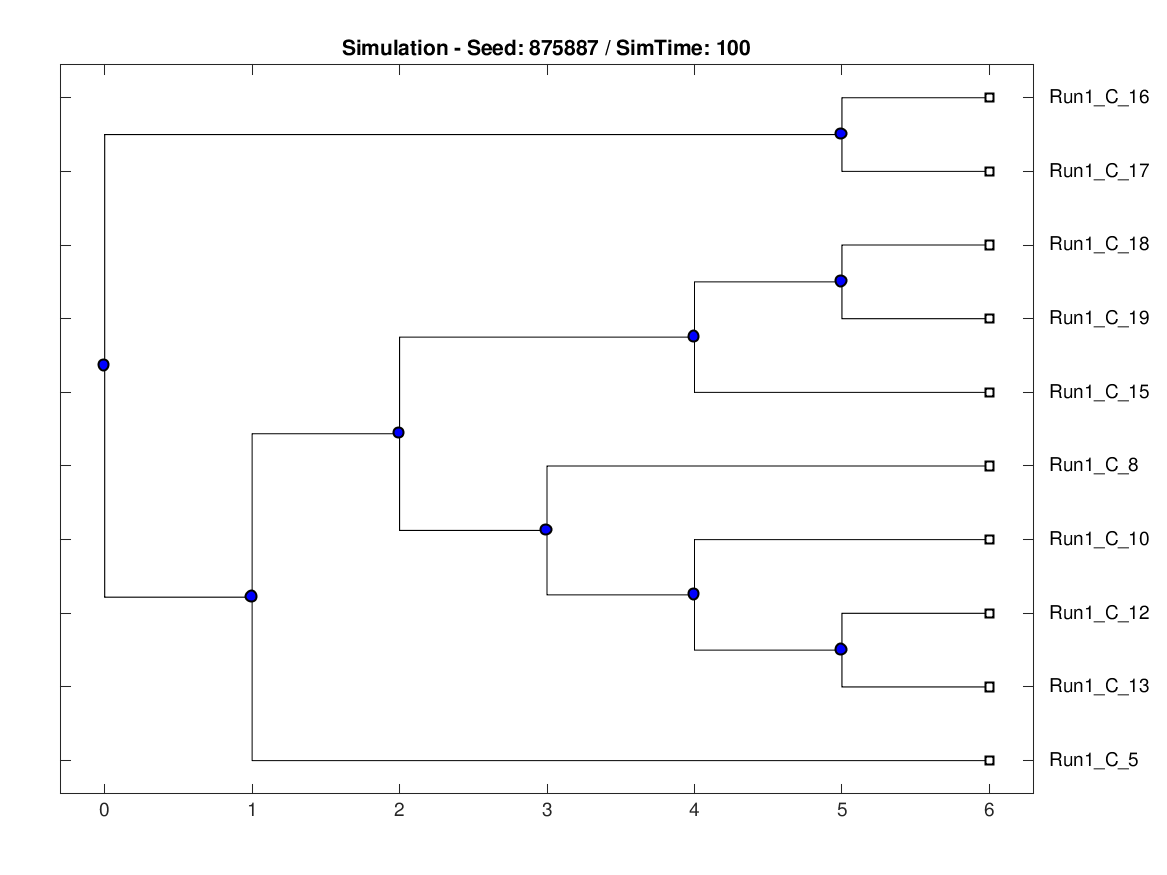 Simulation - Seed: 875887 / SimTime: 100
Run1_C_16
Run1_C_17
Run1_C_18
Run1_C_19
Run1_C_15
Run1_C_8
Run1_C_10
Run1_C_12
Run1_C_13
Run1_C_5
0 1 2 3 4 5 6